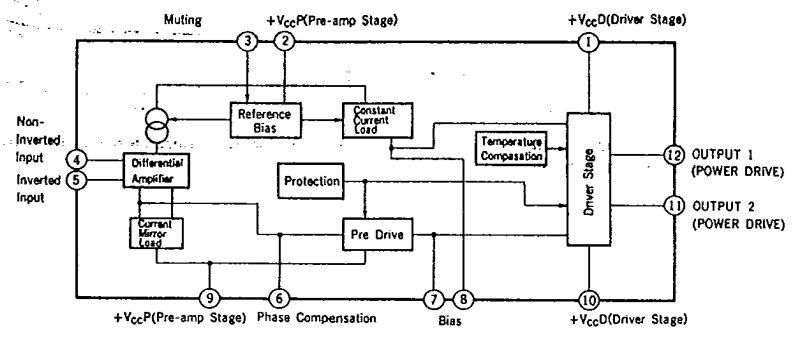 Muting
+VccP(Pre-amp Stage)
+VccD(Driver Stage)
3
2
1
Reference
Bias
Constant
Current
Load
Non-
Inverted
Input
4
Inverted
Input
5
Differential
Amplifier
Temperature
Compasation
Driver Stage
12
OUTPUT 1
(POWER DRIVE)
11
OUTPUT 2
(POWER DRIVE)
Protection
Current
Mirror
Load
Pre Drive
9
6
7
8
10
+VccP(Pre-amp Stage)
Phase Compensation
Bias
+VccD(Driver Stage)